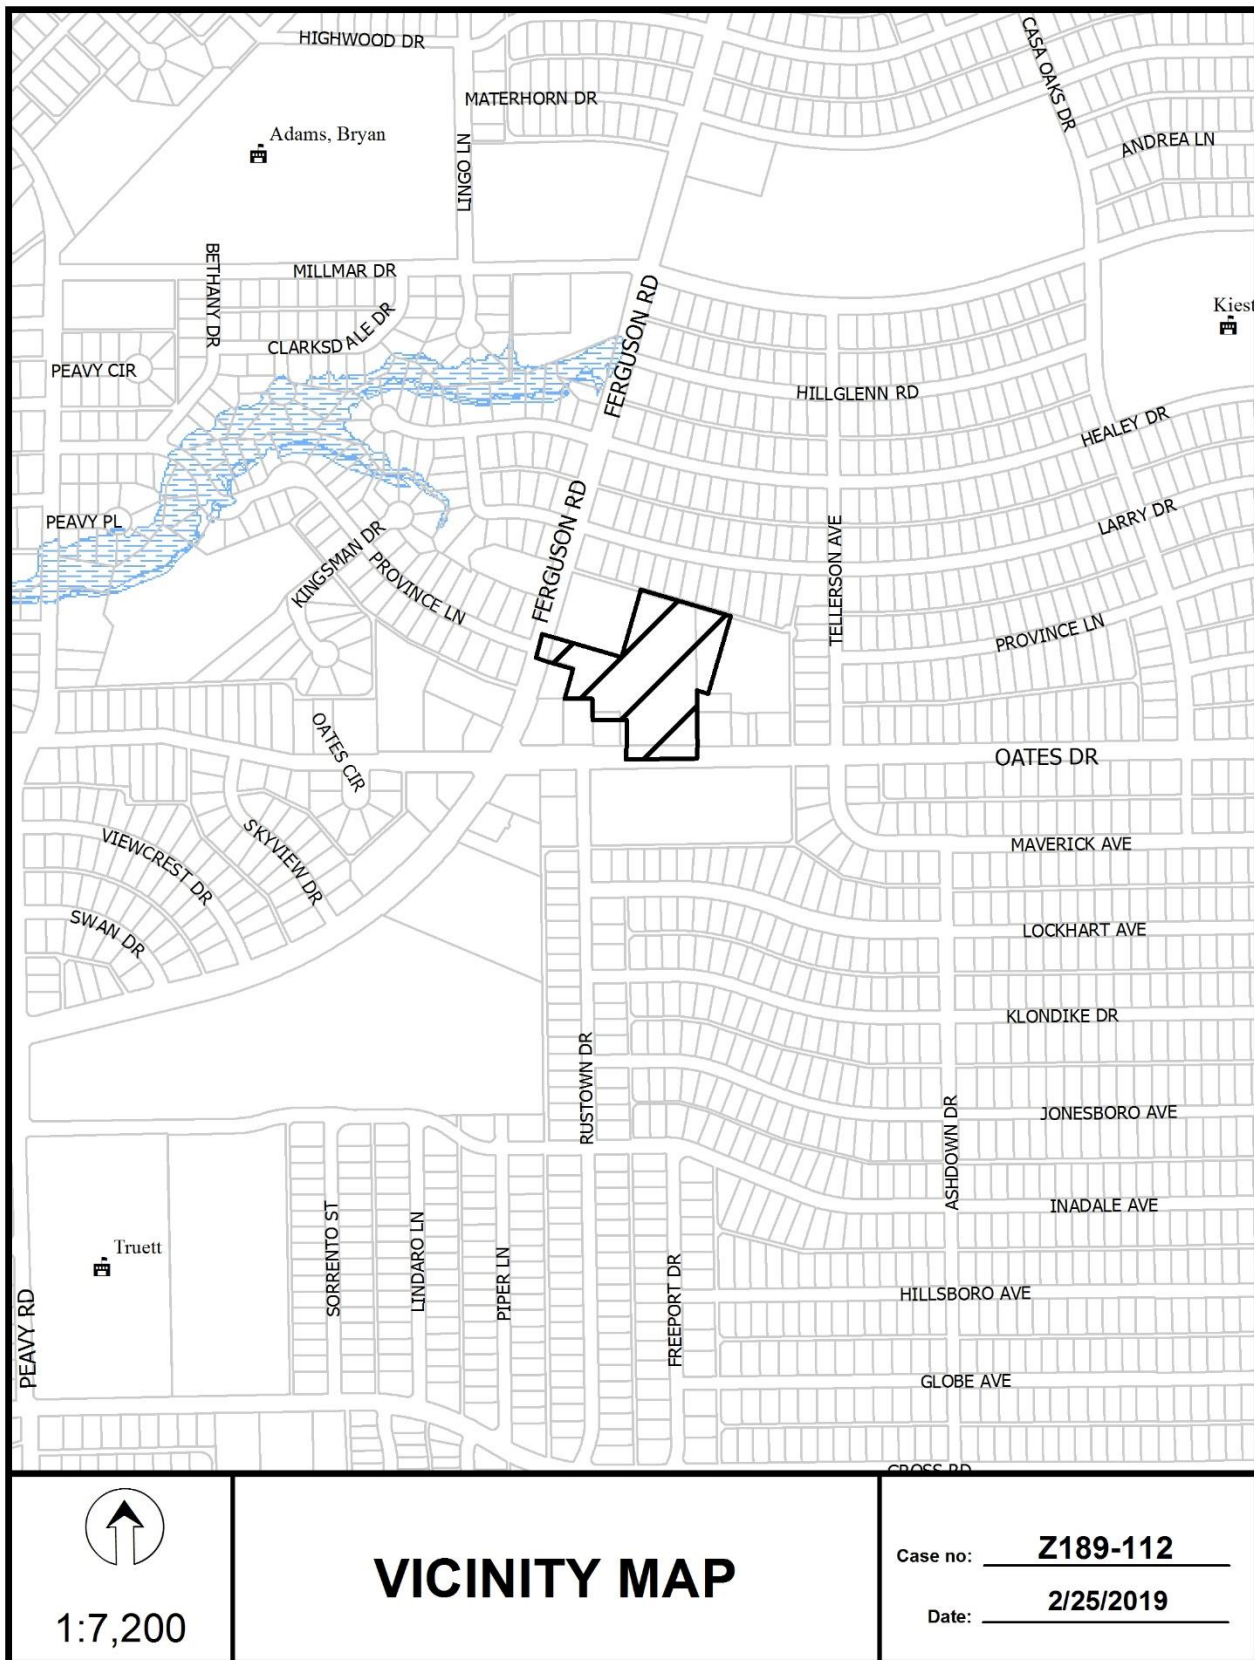 HIGHWOOD DR
CASA OAKS DR
MATERHORN DR
Adams, Bryan
ANDREA LN
LINGO LN
BETHANY DR
MILLMAR DR
FERGUSON RD
Kiest
CLARKSDALE DR
PEAVY CIR
HILLGLENN RD
HEALEY DR
FERGUSON RD
PEAVY PL
LARRY DR
KINGSMAN DR
TELLERSON AVE
PROVINCE LN
PROVINCE LN
OATES CIR
OATES DR
VIEWCREST DR
SKYVIEW DR
MAVERICK AVE
SWAN DR
LOCKHART AVE
KLONDIKE DR
RUSTOWN DR
JONESBORO AVE
ASHDOWN DR
INADALE AVE
Truett
SORRENTO ST
LINDARO LN
PIPER LN
FREEPORT DR
HILLSBORO AVE
PEAVY RD
GLOBE AVE
GROSS RD
1:7,200
VICINITY MAP
Case no: Z189-112
Date: 2/25/2019